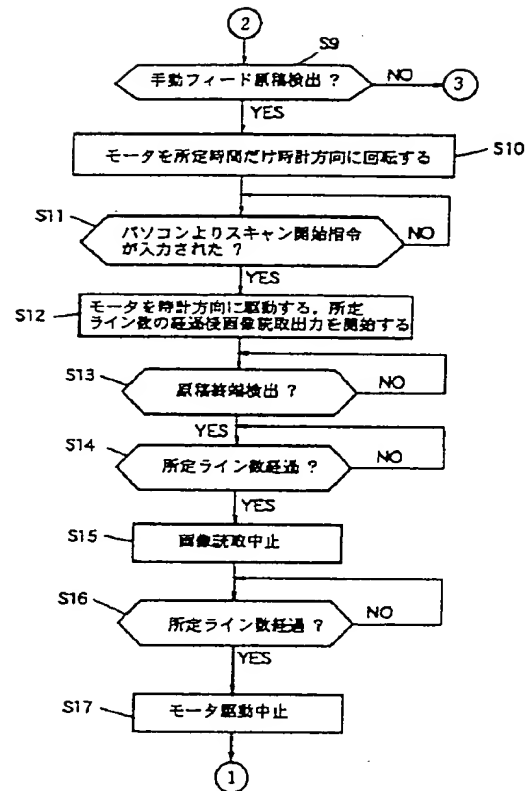 2
S9
手動フィード原稿検出 ?
NO
3
YES
モータを所定時間だけ時計方向に回転する
S10
S11
パソコンよりスキャン開始指令
が入力された ?
NO
YES
S12
モータを時計方向に駆動する. 所定
ライン数の経過後画像読取出力を開始する
S13
原稿終端検出 ?
NO
YES
S14
所定ライン数経過 ?
NO
YES
S15
画像読取中止
S16
所定ライン数経過 ?
NO
YES
S17
モータ駆動中止
1